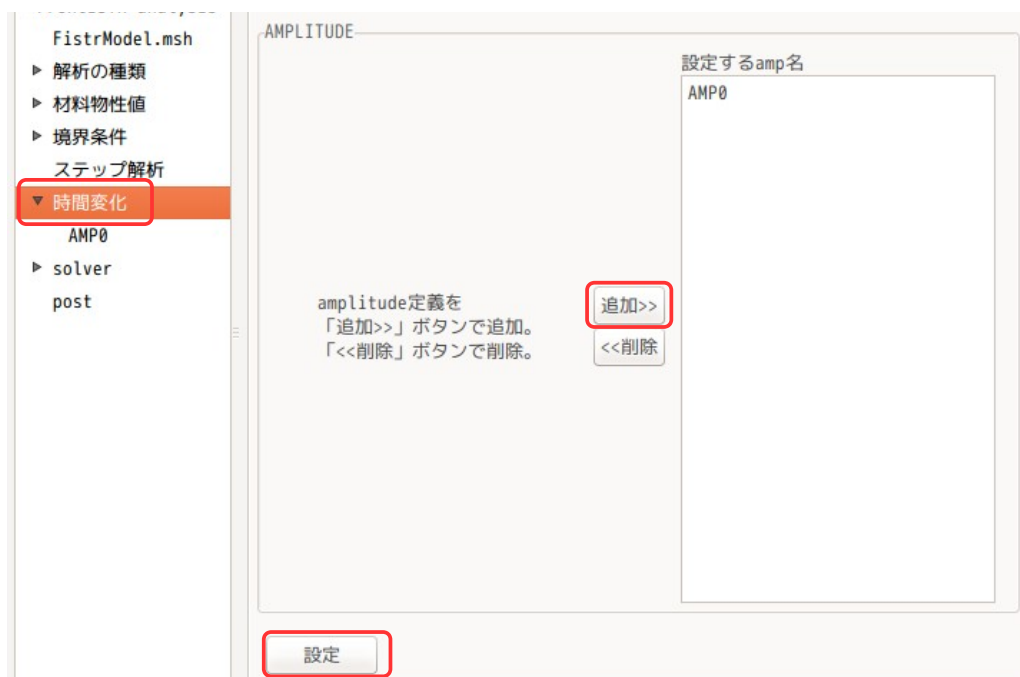 FistrModel.msh
解析の種類
材料物性値
境界条件
ステップ解析
時間変化
AMP0
solver
post
AMPLITUDE
設定するamp名
AMP0
amplitude定義を
「追加>>」ボタンで追加。
「<<削除」ボタンで削除。
追加>>
<<削除
設定